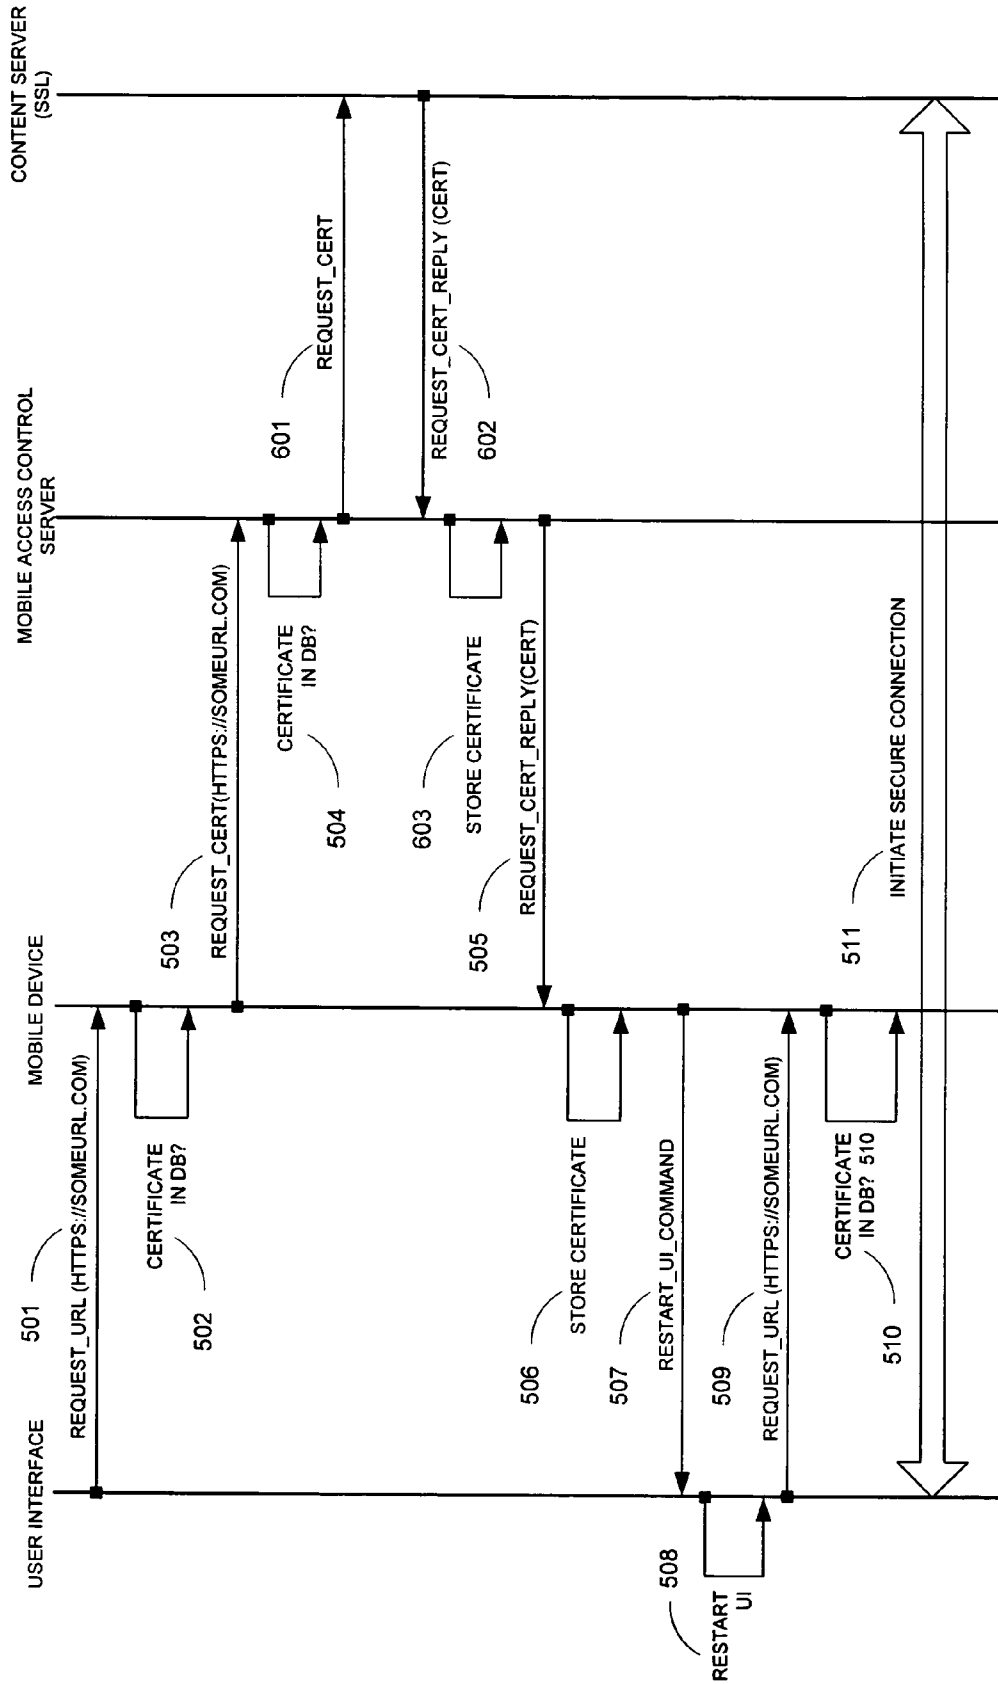 USER INTERFACE
MOBILE DEVICE
MOBILE ACCESS CONTROL
SERVER
CONTENT SERVER
(SSL)
501
REQUEST_URL (HTTPS://SOMEURL.COM)
CERTIFICATE
IN DB?
502
503
REQUEST_CERT(HTTPS://SOMEURL.COM)
CERTIFICATE
IN DB?
504
601
REQUEST_CERT
REQUEST_CERT_REPLY (CERT)
602
603
STORE CERTIFICATE
505
REQUEST_CERT_REPLY(CERT)
506
STORE CERTIFICATE
507
RESTART_UI_COMMAND
508
RESTART
UI
509
REQUEST_URL (HTTPS://SOMEURL.COM)
CERTIFICATE
IN DB? 510
510
511
INITIATE SECURE CONNECTION